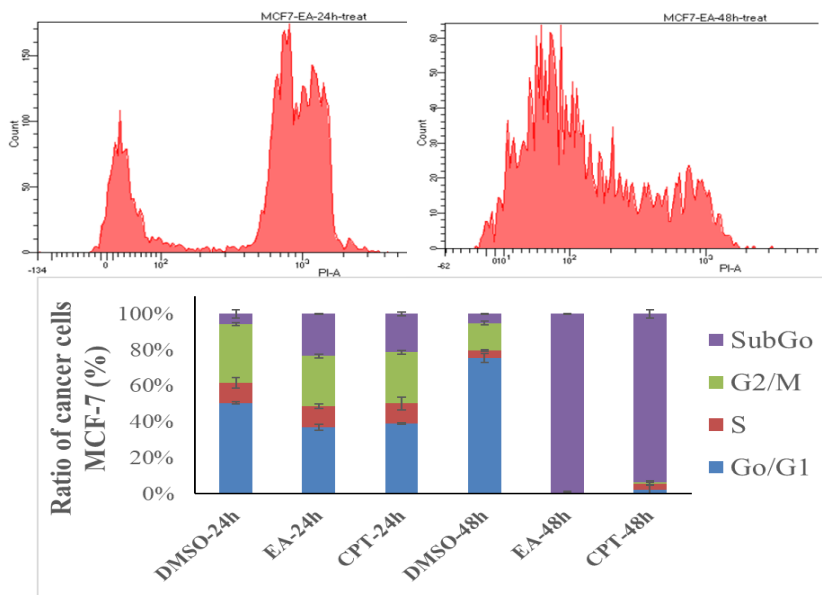 MCF7-EA-24h-treat
Count
150
100
50
0
-134
0
10²
10³
PI-A
MCF7-EA-48h-treat
Count
60
50
40
30
20
10
0
-62
010 1
10²
10³
PI-A
Ratio of cancer cells
MCF-7 (%)
100%
80%
60%
40%
20%
0%
DMSO-24h
EA-24h
CPT-24h
DMSO-48h
EA-48h
CPT-48h
SubGo
G2/M
S
Go/G1